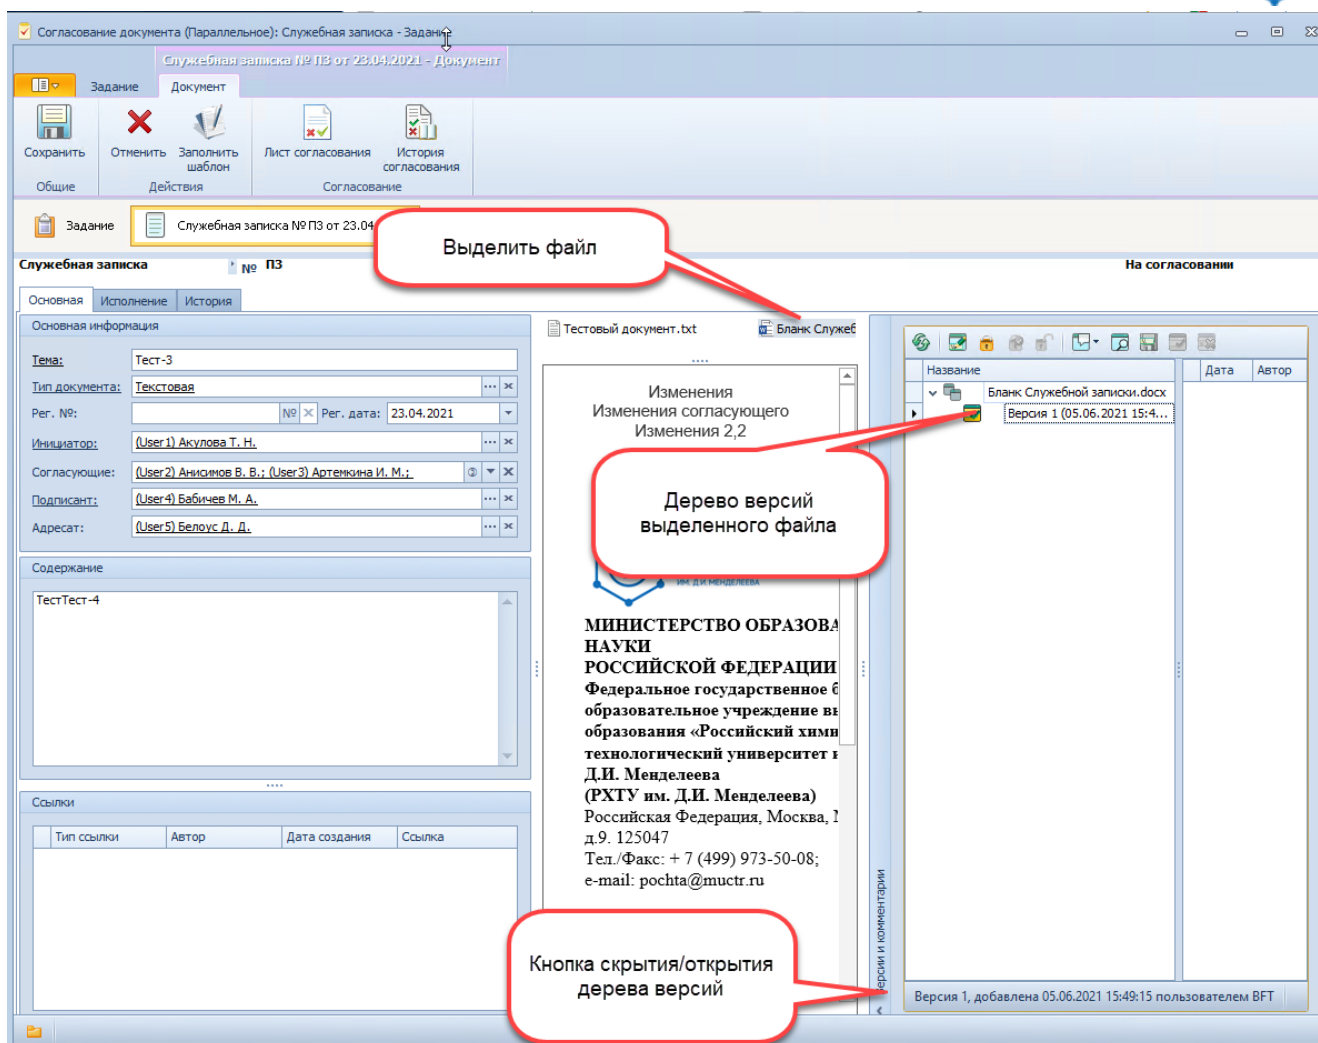 Согласование документа (Параллельное): Служебная записка - Задание
Служебная записка № ПЗ от 23.04.2021 - Документ
Задание
Документ
Сохранить
Отменить
Заполнить
шаблон
Лист согласования
История
согласования
Общие
Действия
Согласование
Задание
Служебная записка № ПЗ от 23.04
Выделить файл
Служебная записка
№
ПЗ
На согласовании
Основная
Исполнение
История
Основная информация
Тема:
Тест-3
Тип документа:
Текстовая
Рег. №:
№
Рег. дата:
23.04.2021
Инициатор:
(User1) Акулова Т. Н.
Согласующие:
(User2) Анисимов В. В.; (User3) Артемкина И. М.;
Подписант:
(User4) Бабичев М. А.
Адресат:
(User5) Белоус Д. Д.
Содержание
ТестТест-4
Ссылки
Тип ссылки
Автор
Дата создания
Ссылка
Тестовый документ.txt
Бланк Служеб
Изменения
Изменения согласующего
Изменения 2,2
ИМ. Д.И. МЕНДЕЛЕЕВА
МИНИСТЕРСТВО ОБРАЗОВА
НАУКИ
РОССИЙСКОЙ ФЕДЕРАЦИИ
Федеральное государственное б
образовательное учреждение вы
образования «Российский хими
технологический университет и
Д.И. Менделеева
(РХТУ им. Д.И. Менделеева)
Российская Федерация, Москва,
д.9. 125047
Тел./Факс: + 7 (499) 973-50-08;
e-mail: pochta@muctr.ru
ерсии и комментарии
Название
Дата
Автор
Бланк Служебной записки.docx
Версия 1 (05.06.2021 15:4...
Дерево версий
выделенного файла
Кнопка скрытия/открытия
дерева версий
Версия 1, добавлена 05.06.2021 15:49:15 пользователем BFT